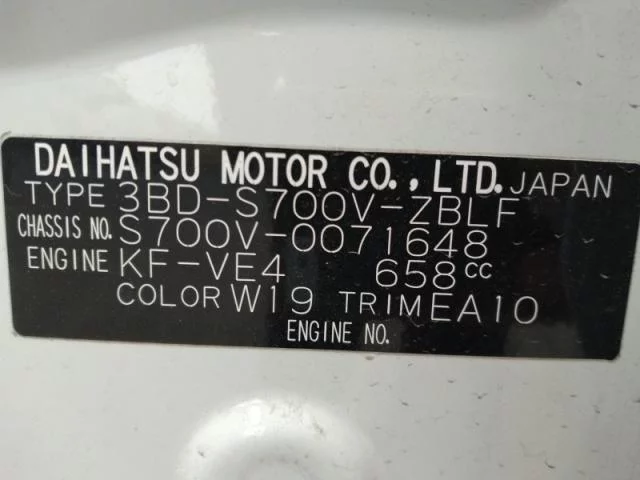 DAIHATSU MOTOR CO., LTD. JAPAN
TYPE 3BD-S700V-ZBLF
CHASSIS NO. S700V-0071648
ENGINE KF-VE4 658cc
COLOR W19 TRIM EA10
ENGINE NO.